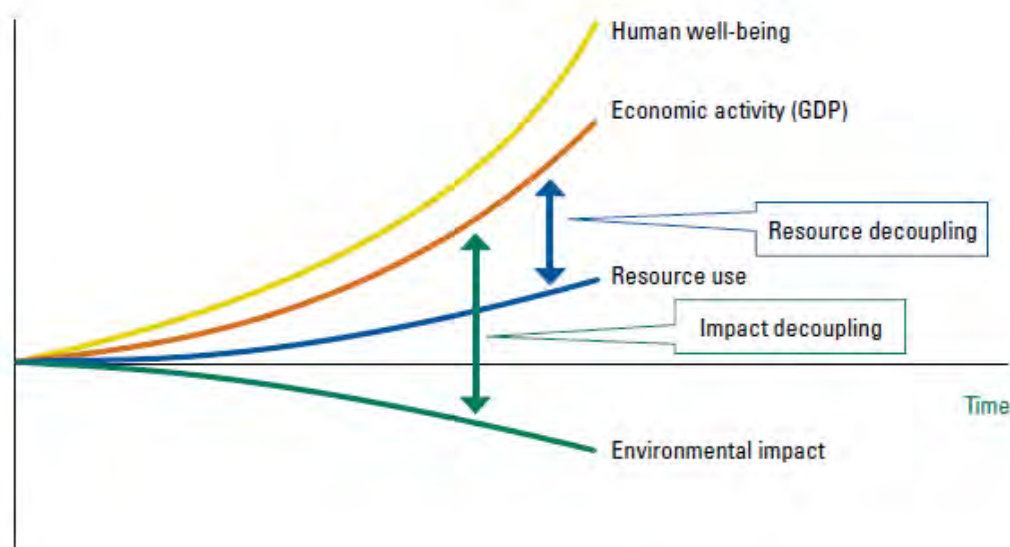 Human well-being
Economic activity (GDP)
Resource decoupling
Resource use
Impact decoupling
Time
Environmental impact